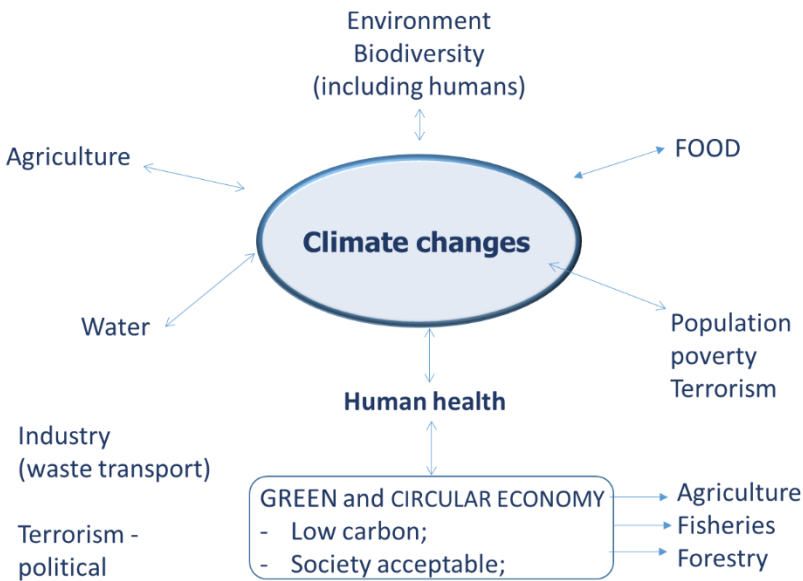 Environment
Biodiversity
(including humans)
Agriculture
FOOD
Climate changes
Water
Population
poverty
Terrorism
Human health
Industry
(waste transport)
Terrorism -
political
GREEN and CIRCULAR ECONOMY
- Low carbon;
- Society acceptable;
Agriculture
Fisheries
Forestry